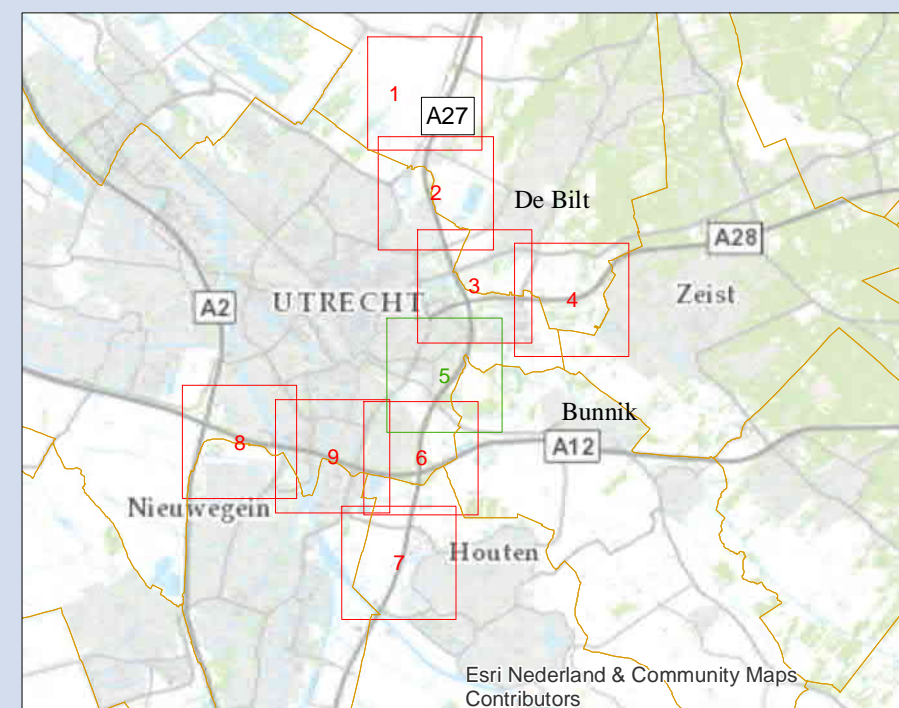 1
A27
2
De Bilt
A28
3
4
Zeist
A2
UTRECHT
5
Bunnik
8
9
6
A12
Nieuwegein
Houten
7
Esri Nederland & Community Maps
Contributors